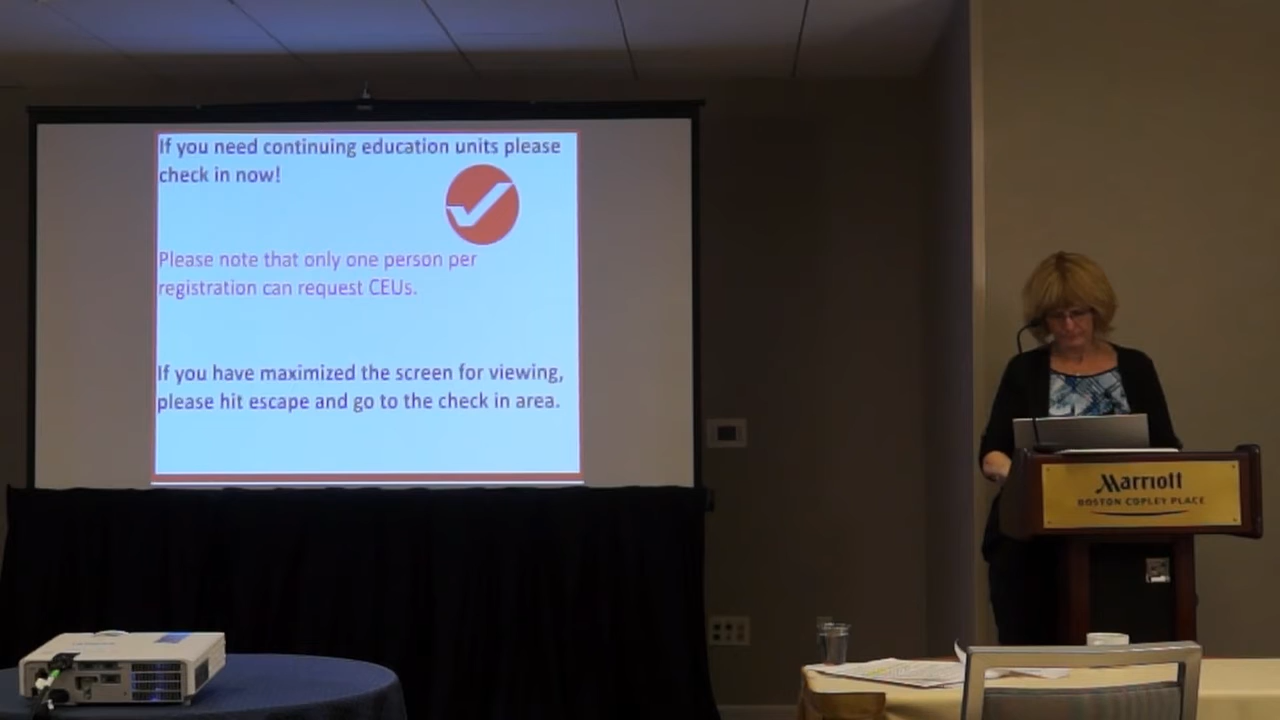 If you need continuing education units please
check in now!
Please note that only one person per
registration can request CEUs.
If you have maximized the screen for viewing,
please hit escape and go to the check in area.
Marriott
BOSTON COPLEY PLACE